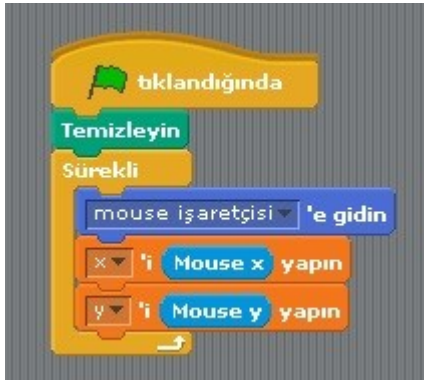 tıklandığında
Temizleyin
Sürekli
mouse işaretçisi 'e gidin
x 'i Mouse x yapın
y 'i Mouse y yapın